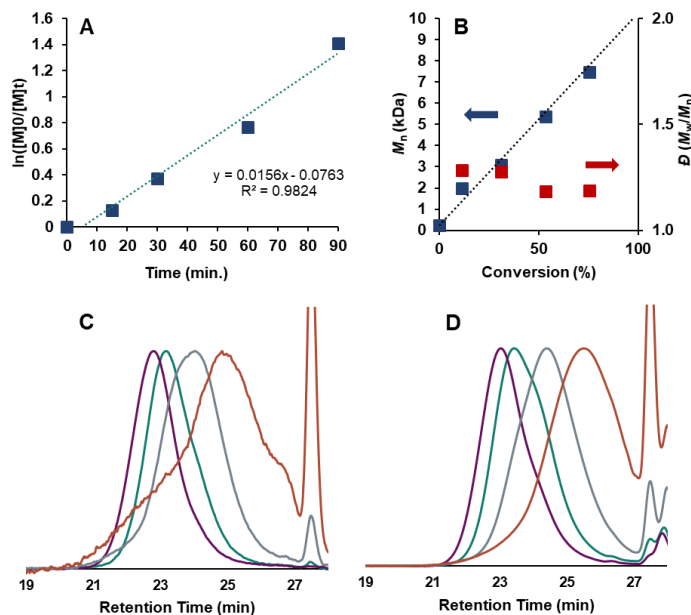 A
ln([M]0/[M]t)
1.6
1.4
1.2
1
0.8
0.6
0.4
0.2
0
y = 0.0156x - 0.0763
R² = 0.9824
0 10 20 30 40 50 60 70 80 90
Time (min.)
B
Mn (kDa)
10
9
8
7
6
5
4
3
2
1
0
2.0
1.5
1.0
Đ (Mw/Mn)
0 50 100
Conversion (%)
C
19 21 23 25 27
Retention Time (min)
D
19 21 23 25 27
Retention Time (min)